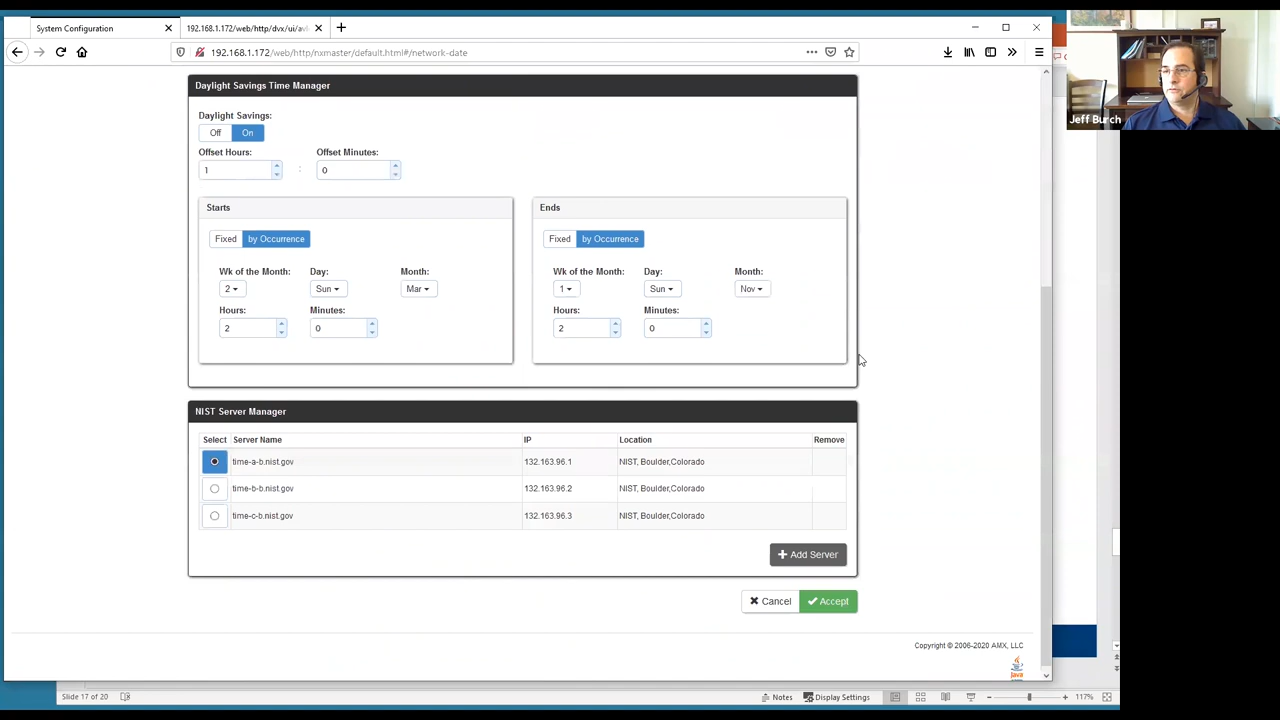 System Configuration
192.168.1.172/web/http/dvx/ui/av
192.168.1.172/web/http/nxmaster/default.html#/network-date
Jeff Burch
Daylight Savings Time Manager
Daylight Savings:
Off On
Offset Hours: Offset Minutes:
1 : 0
Starts Ends
Fixed by Occurrence Fixed by Occurrence
Wk of the Month: Day: Month: Wk of the Month: Day: Month:
2 Sun Mar 1 Sun Nov
Hours: Minutes: Hours: Minutes:
2 0 2 0
NIST Server Manager
Select Server Name IP Location Remove
time-a-b.nist.gov 132.163.96.1 NIST, Boulder,Colorado
time-b-b.nist.gov 132.163.96.2 NIST, Boulder,Colorado
time-c-b.nist.gov 132.163.96.3 NIST, Boulder,Colorado
+ Add Server
Cancel Accept
Copyright © 2006-2020 AMX, LLC
Java
Slide 17 of 20 Notes Display Settings 117%